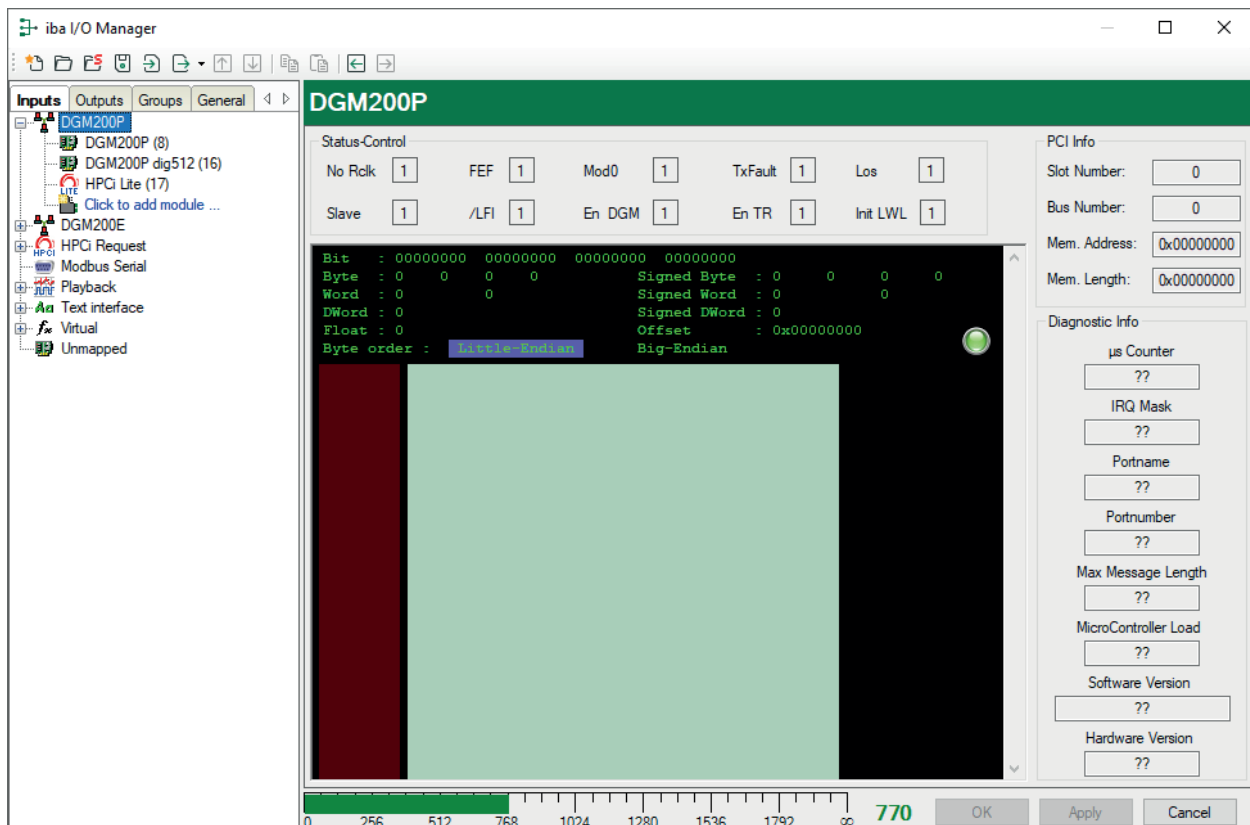 iba I/O Manager
Inputs Outputs Groups General
DGM200P
DGM200P (8)
DGM200P dig512 (16)
LITE HPCi Lite (17)
Click to add module ...
DGM200E
HPCi HPCi Request
Modbus Serial
Playback
Aa Text interface
fx Virtual
Unmapped
DGM200P
Status-Control
No Rclk 1 FEF 1 Mod0 1 TxFault 1 Los 1
Slave 1 /LFI 1 En DGM 1 En TR 1 Init LWL 1
Bit : 00000000 00000000 00000000 00000000
Byte : 0 0 0 0 Signed Byte : 0 0 0 0
Word : 0 0 Signed Word : 0 0
DWord : 0 Signed DWord : 0
Float : 0 Offset : 0x00000000
Byte order : Little-Endian Big-Endian
PCI Info
Slot Number: 0
Bus Number: 0
Mem. Address: 0x00000000
Mem. Length: 0x00000000
Diagnostic Info
µs Counter
??
IRQ Mask
??
Portname
??
Portnumber
??
Max Message Length
??
MicroController Load
??
Software Version
??
Hardware Version
??
0 256 512 768 1024 1280 1536 1792 ∞
770 OK Apply Cancel